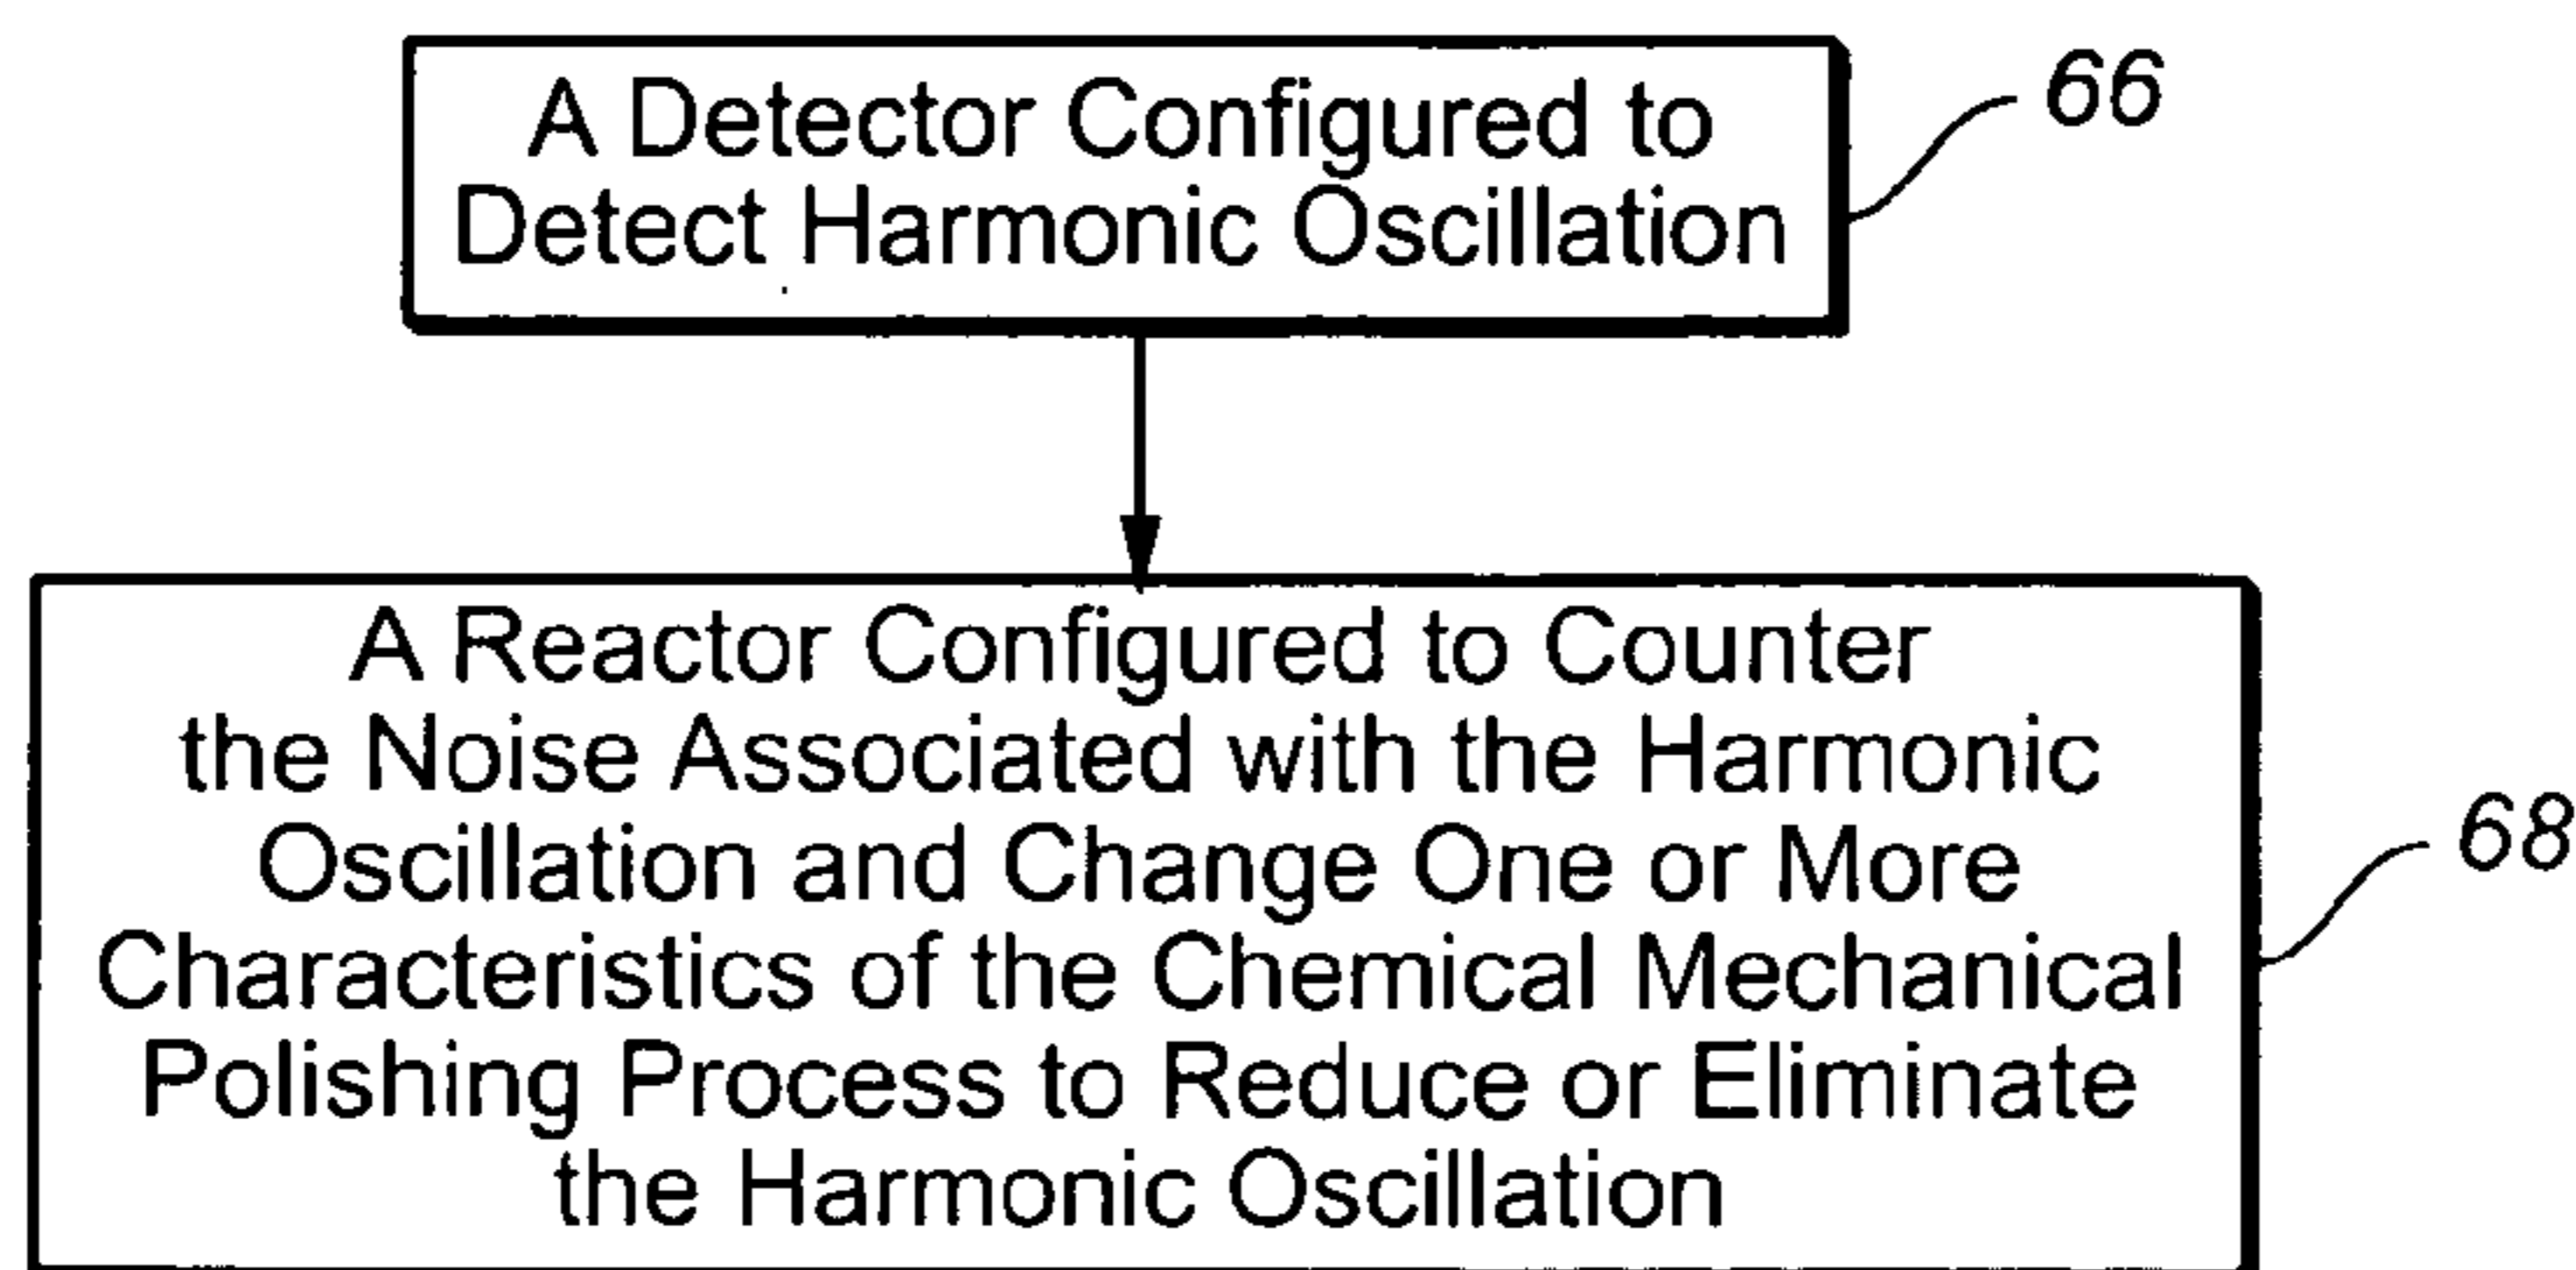 A Detector Configured to
Detect Harmonic Oscillation
66
A Reactor Configured to Counter
the Noise Associated with the Harmonic
Oscillation and Change One or More
Characteristics of the Chemical Mechanical
Polishing Process to Reduce or Eliminate
the Harmonic Oscillation
68